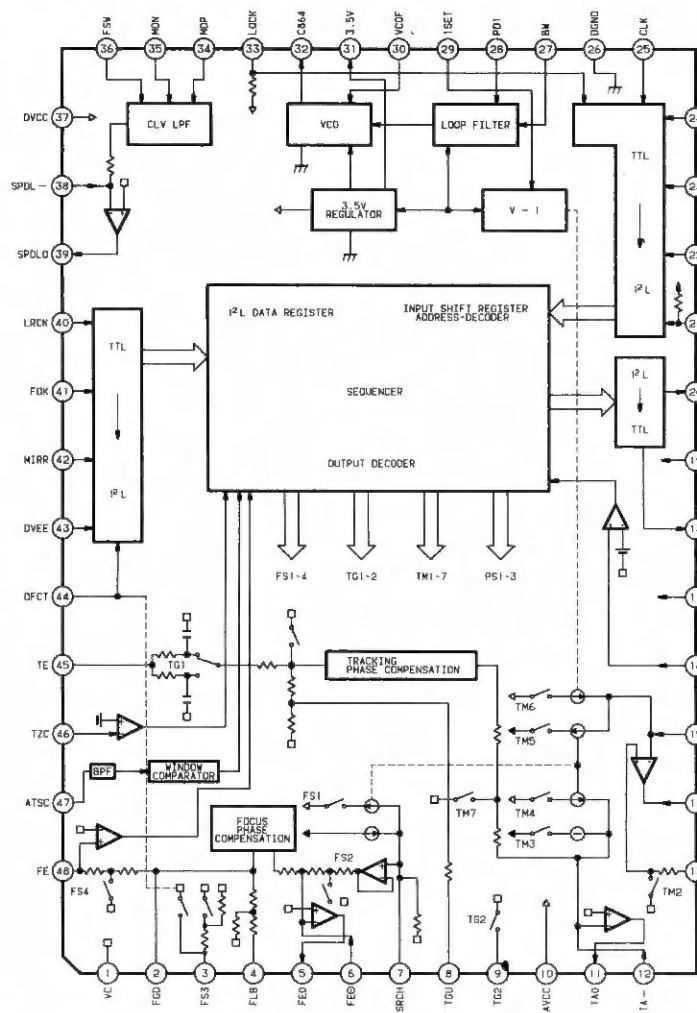 FSW MON MOP LOCK C864 3.5V VCOF ISET PD1 BW DGND CLK
36 35 34 33 32 31 30 29 28 27 26 25
DVCC 37
CLV LPF
VCO
LOOP FILTER
SPDL- 38
3.5V
REGULATOR
V - I
TTL
I²L
SPDLO 39
LRCK 40
TTL
I²L
I²L DATA REGISTER
INPUT SHIFT REGISTER
ADDRESS-DECODER
SEQUENCER
OUTPUT DECODER
I²L
TTL
FOK 41
MIRR 42
DVEE 43
DFCT 44
FS1-4 TG1-2 TM1-7 PS1-3
TE 45
TG1
TRACKING
PHASE COMPENSATION
TZC 46
TM6
TM5
ATSC 47
BPF
WINDOW
COMPARATOR
FS1
TM7
TM4
TM3
FOCUS
PHASE
COMPENSATION
FE 48
FS4
FS2
TM2
TG2
1 2 3 4 5 6 7 8 9 10 11 12
VC FGD FS3 FLB FEO SRCH TGU TG2 AVCC TAO TA-